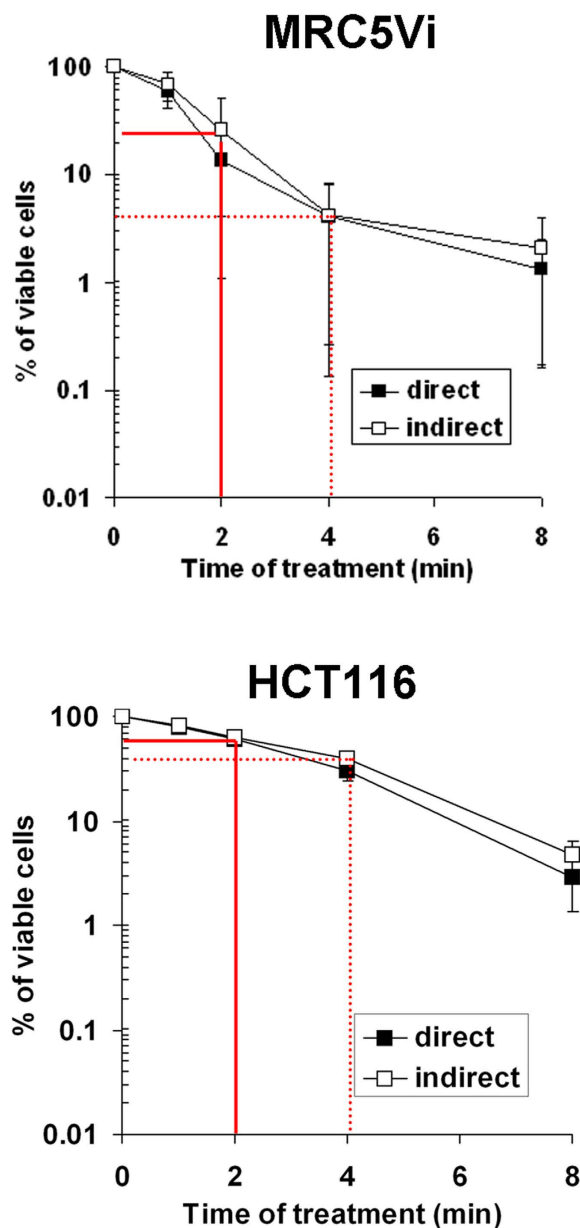 MRC5Vi
% of viable cells
100
10
1
0.1
0.01
direct
indirect
0 2 4 6 8
Time of treatment (min)
HCT116
% of viable cells
100
10
1
0.1
0.01
direct
indirect
0 2 4 6 8
Time of treatment (min)